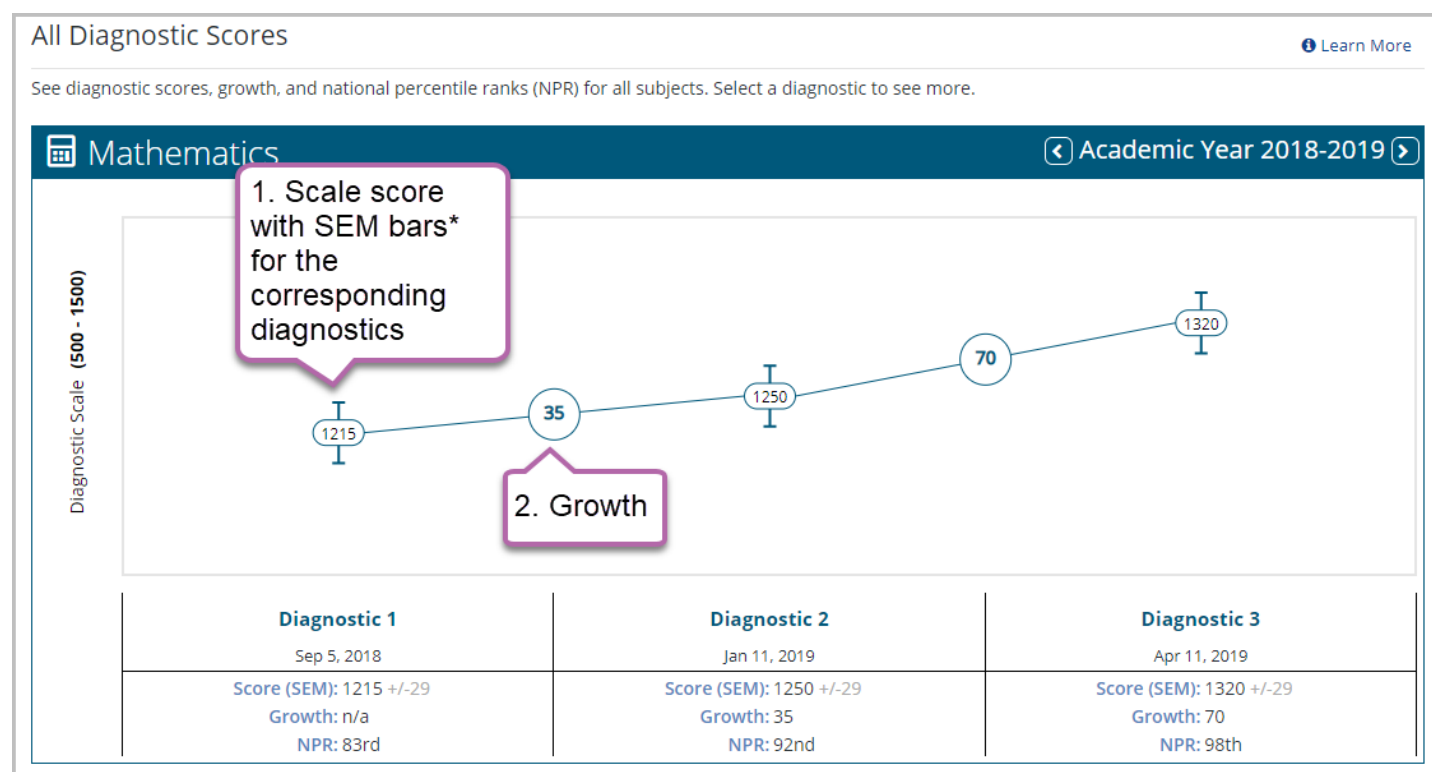 All Diagnostic Scores
Learn More
See diagnostic scores, growth, and national percentile ranks (NPR) for all subjects. Select a diagnostic to see more.
Mathematics
Academic Year 2018-2019
1. Scale score
with SEM bars*
for the
corresponding
diagnostics
Diagnostic Scale (500 - 1500)
1320
70
1250
35
1215
2. Growth
Diagnostic 1
Diagnostic 2
Diagnostic 3
Sep 5, 2018
Jan 11, 2019
Apr 11, 2019
Score (SEM): 1215 +/-29
Score (SEM): 1250 +/-29
Score (SEM): 1320 +/-29
Growth: n/a
Growth: 35
Growth: 70
NPR: 83rd
NPR: 92nd
NPR: 98th